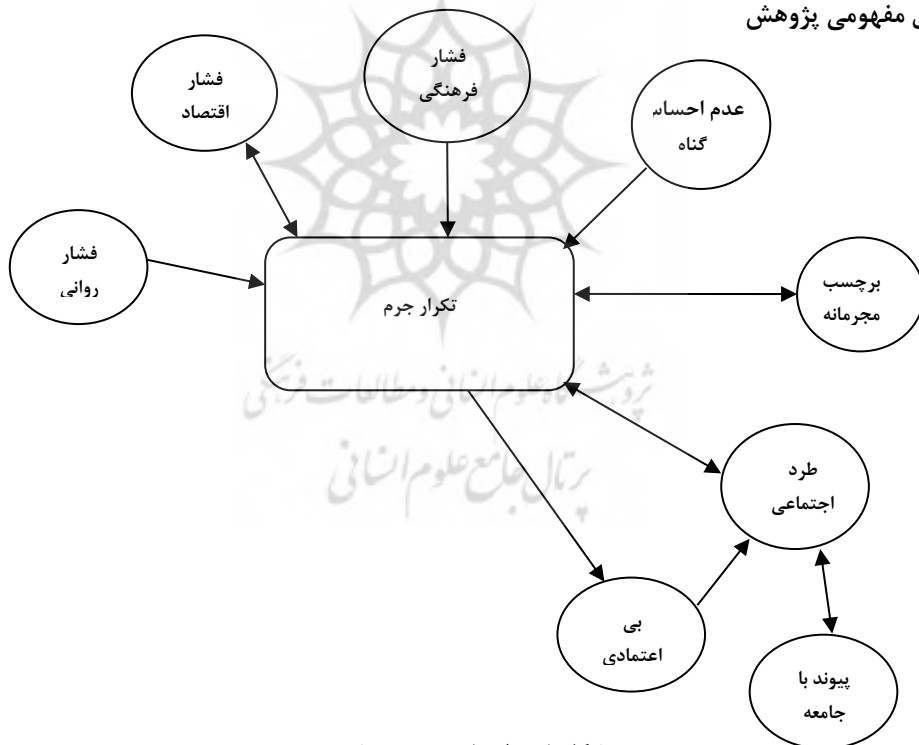 مفهومی پژوهش
فشار
فرهنگی
فشار
اقتصاد
عدم احساس
گناه
فشار
روانی
برچسب
مجرمانه
تکرار جرم
پژوهشگاه علوم انسانی و مطالعات فرهنگی
پرتال جامع علوم انسانی
طرد
اجتماعی
بی
اعتمادی
پیوند با
جامعه